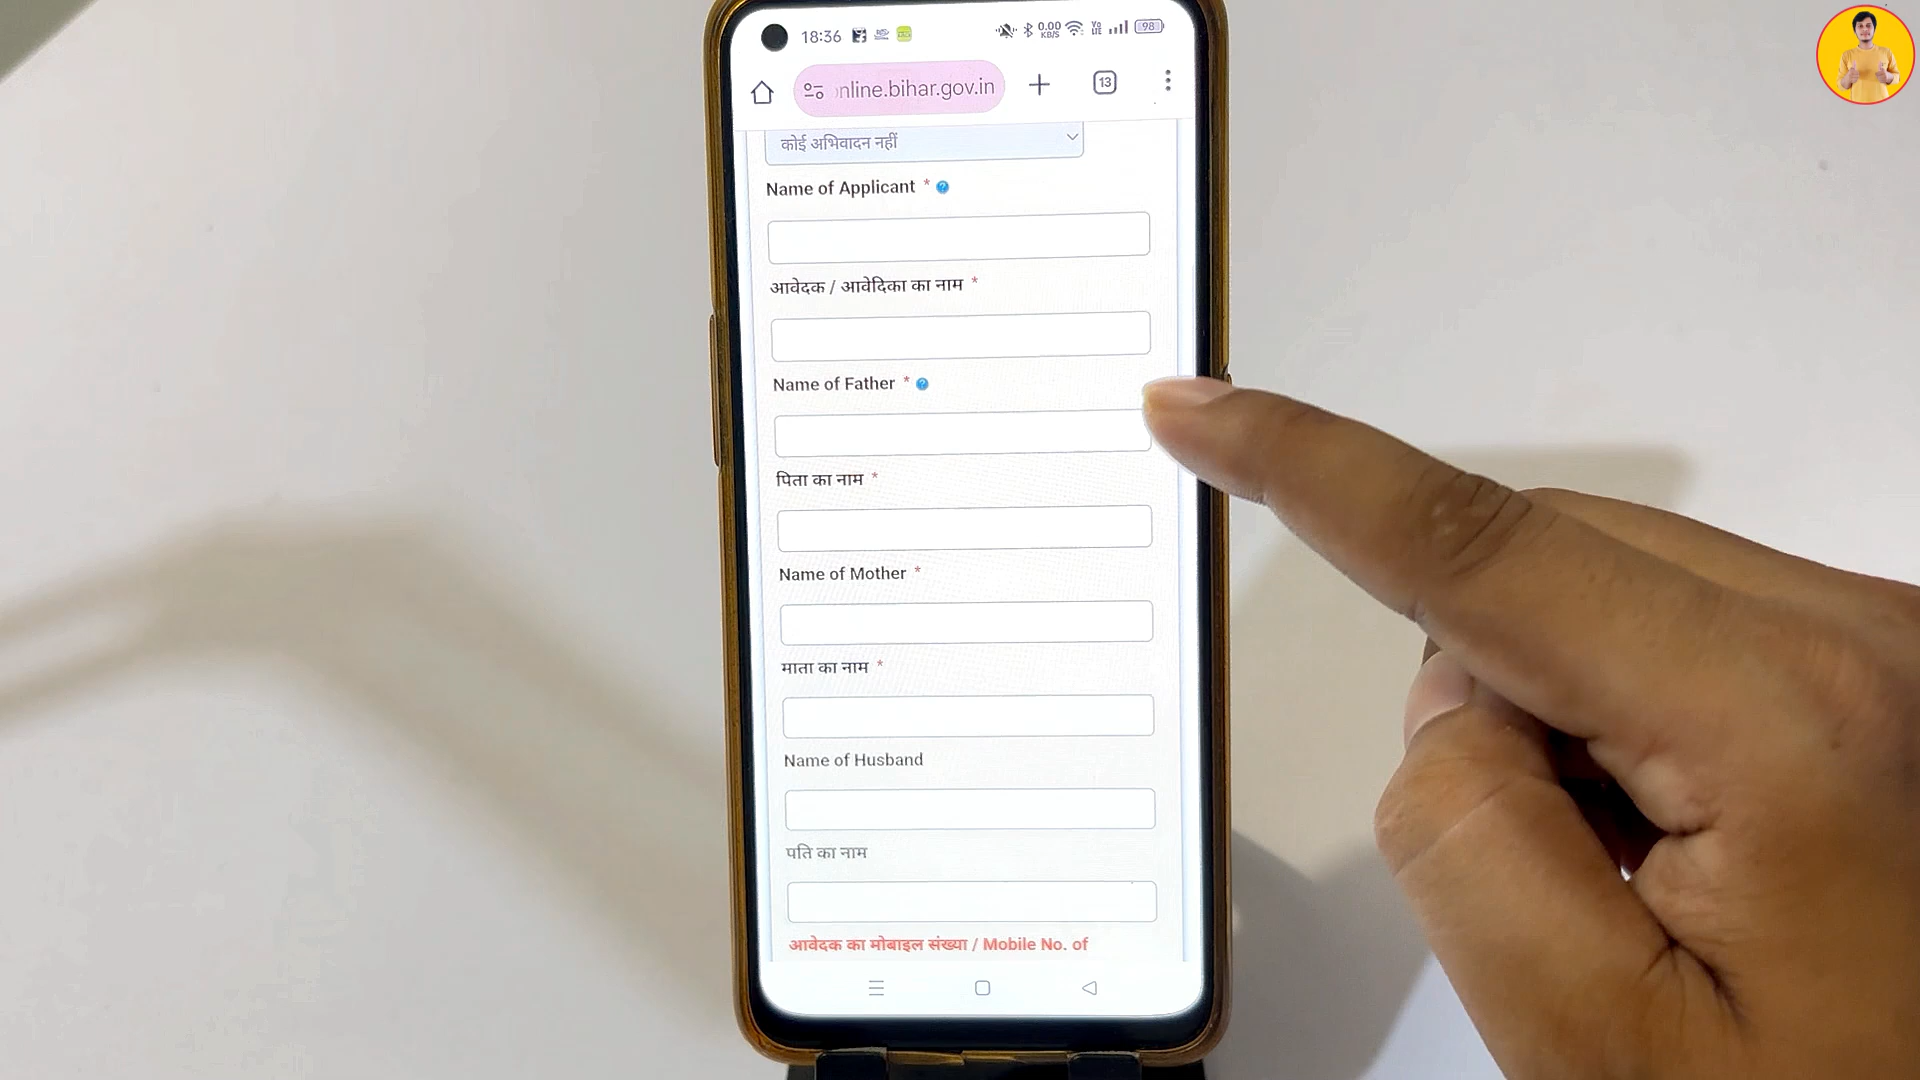 18:36
0.00
KB/S
98
nline.bihar.gov.in
13
कोई अभिवादन नहीं
Name of Applicant *
आवेदक / आवेदिका का नाम *
Name of Father *
पिता का नाम *
Name of Mother *
माता का नाम *
Name of Husband
पति का नाम
आवेदक का मोबाइल संख्या / Mobile No. of